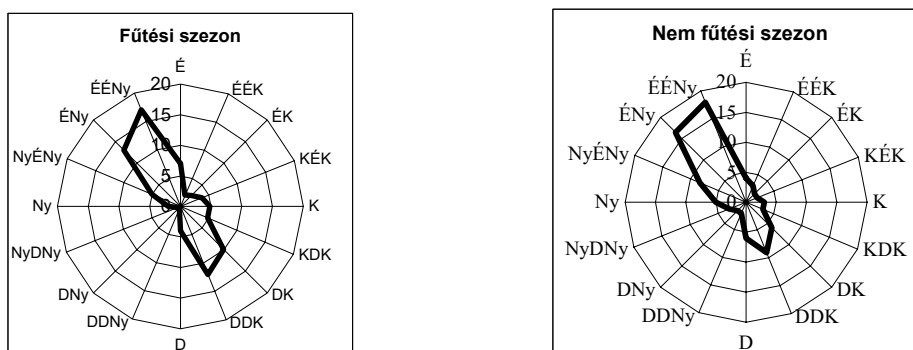 Fűtési szezon
É
ÉÉNy
20
ÉÉK
ÉNy
15
ÉK
NyÉNy
10
KÉK
5
Ny
0
K
NyDNy
KDK
DNy
DK
DDNy
DDK
D
Nem fűtési szezon
É
ÉÉNy
20
ÉÉK
ÉNy
15
ÉK
NyÉNy
10
KÉK
5
Ny
0
K
NyDNy
KDK
DNy
DK
DDNy
DDK
D